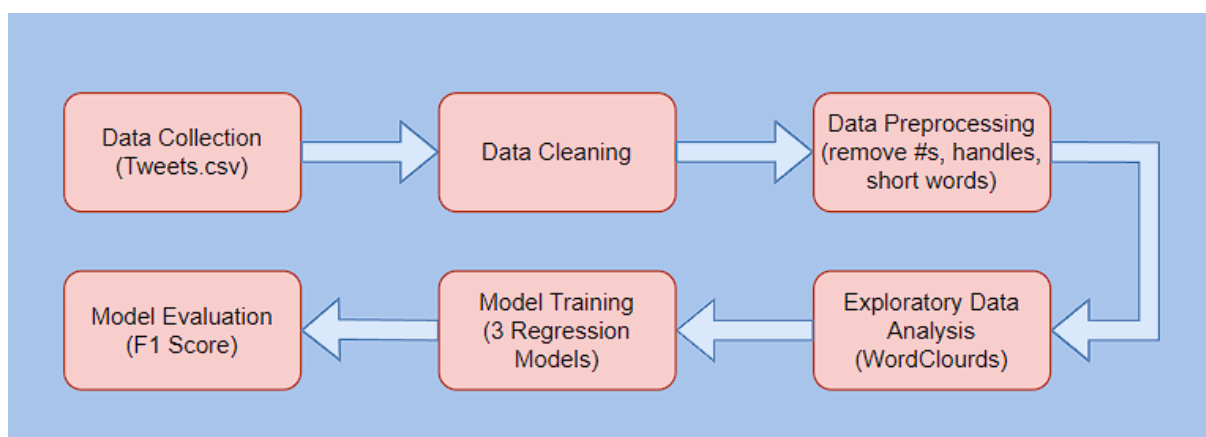 Data Collection
(Tweets.csv)
Data Cleaning
Data Preprocessing
(remove #s, handles,
short words)
Exploratory Data
Analysis
(WordClourds)
Model Training
(3 Regression
Models)
Model Evaluation
(F1 Score)